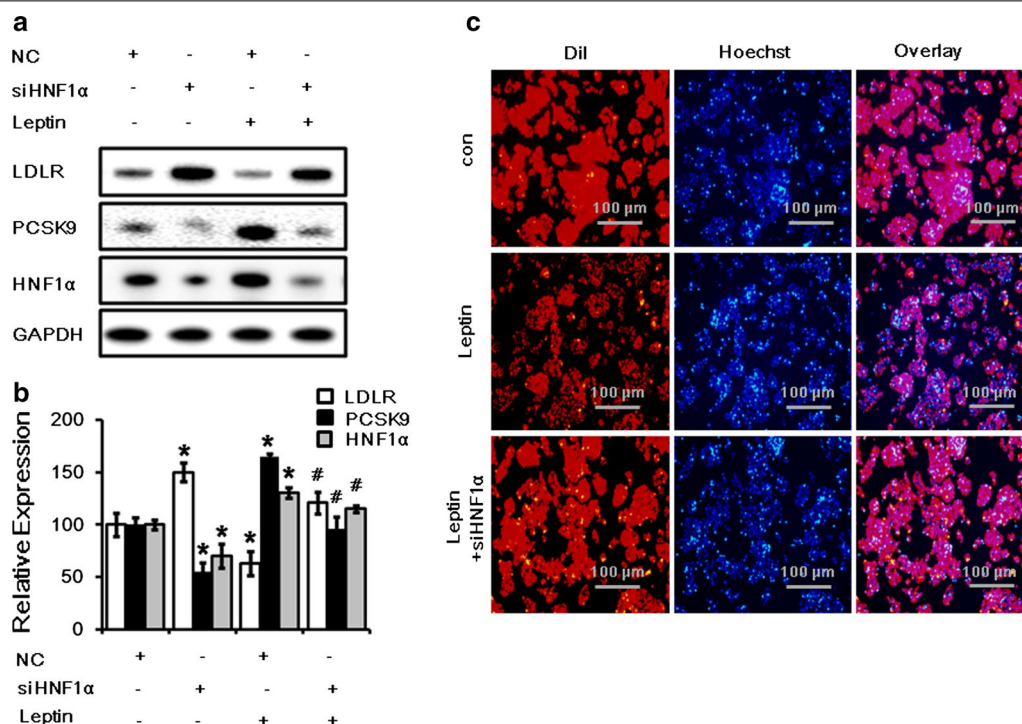 a
NC + - + -
siHNF1α - + - +
Leptin - - + +
LDLR
PCSK9
HNF1α
GAPDH
b
LDLR
PCSK9
HNF1α
Relative Expression
200
150
100
50
0
* * * * * * # # #
NC + - + -
siHNF1α - + - +
Leptin - - + +
c
DiI Hoechst Overlay
con
100 µm 100 µm 100 µm
Leptin
100 µm 100 µm 100 µm
Leptin
+siHNF1α
100 µm 100 µm 100 µm